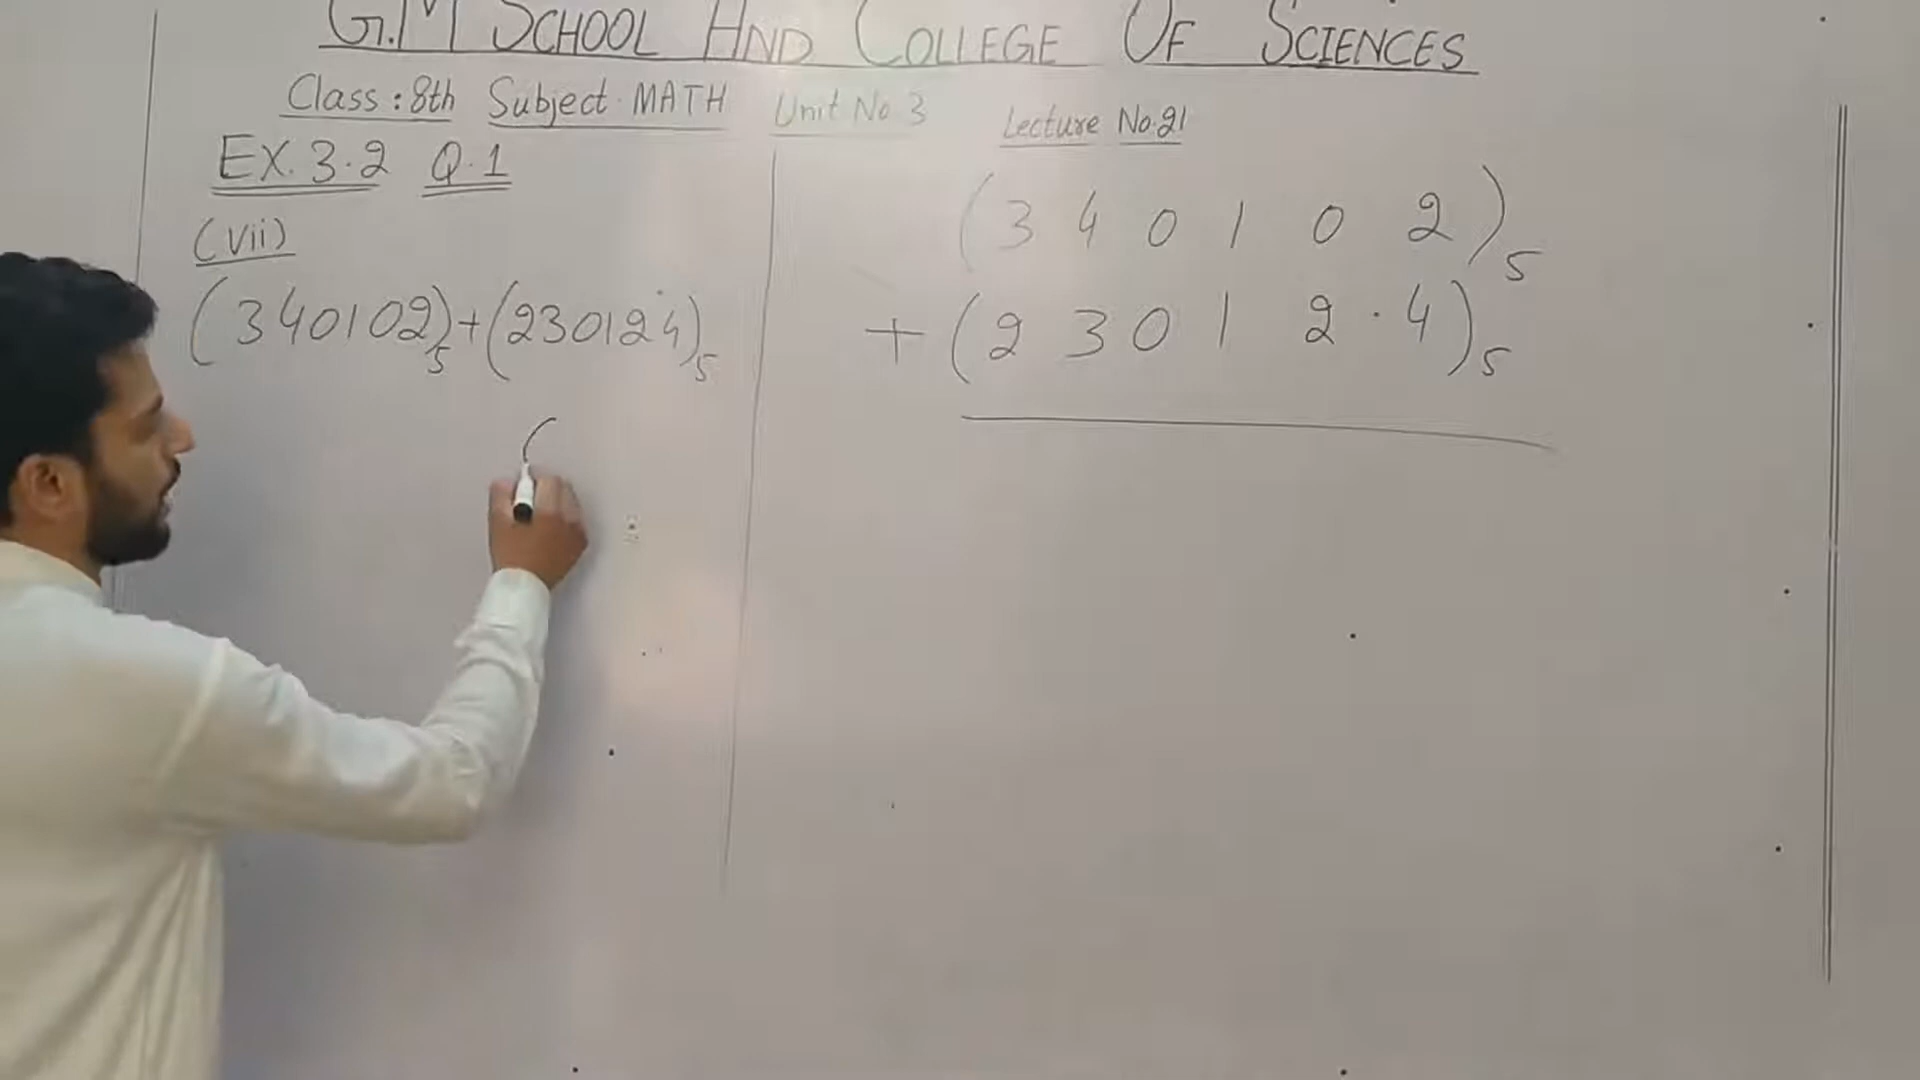 G.M SCHOOL AND COLLEGE OF SCIENCES
Class : 8th Subject MATH Unit No 3 Lecture No.21
EX. 3.2 Q.1
(vii)
(340102)5+(230124)5
(3 4 0 1 0 2)5
+(2 3 0 1 2 4)5